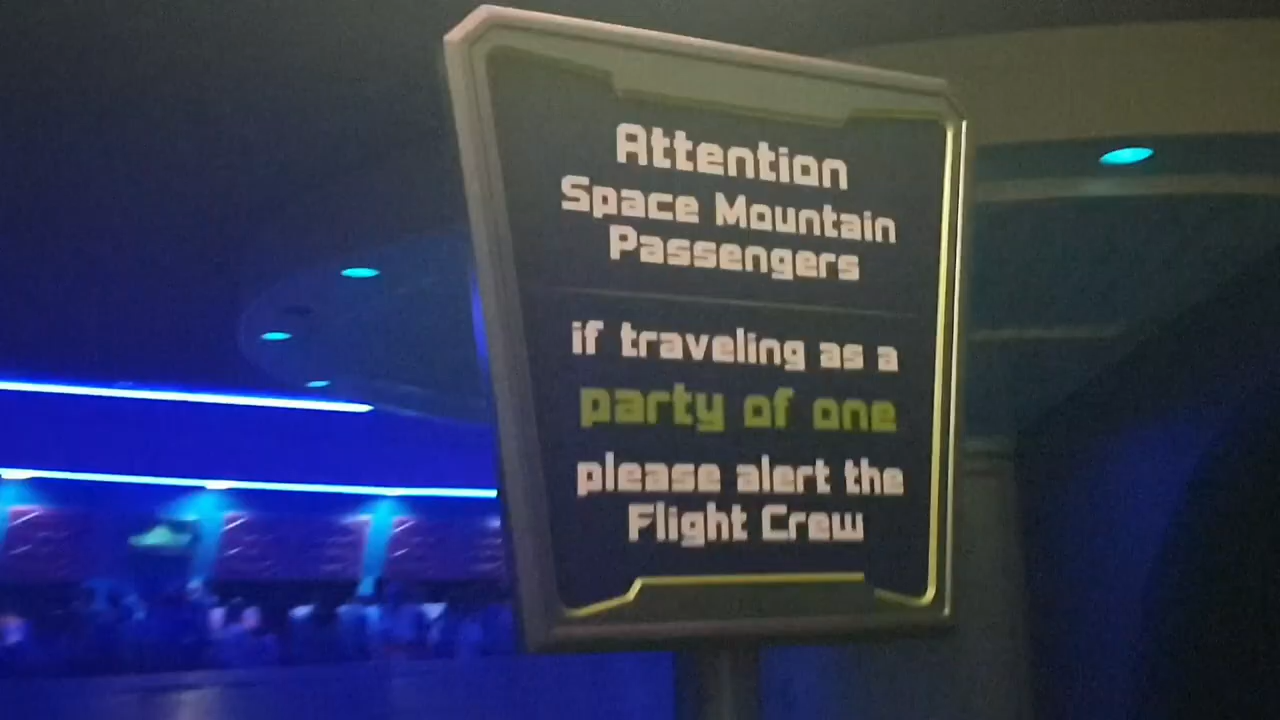 Attention
Space Mountain
Passengers
if traveling as a
party of one
please alert the
Flight Crew